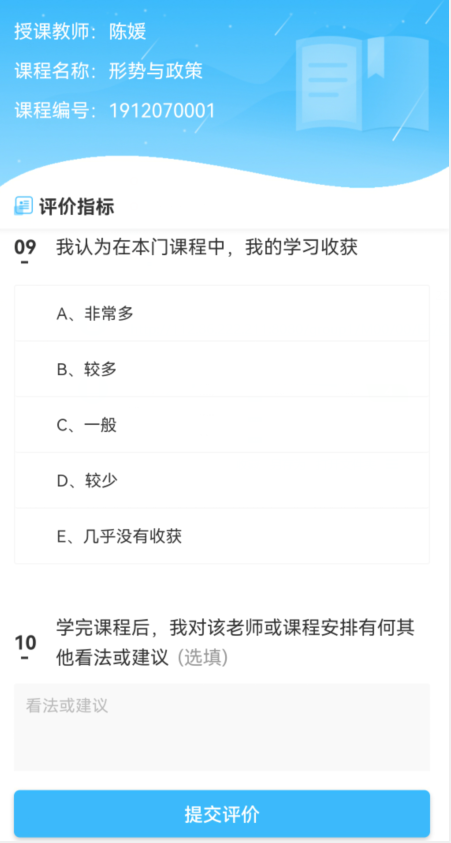 授课教师：陈媛
课程名称：形势与政策
课程编号：1912070001
评价指标
09 我认为在本门课程中，我的学习收获
A、非常多
B、较多
C、一般
D、较少
E、几乎没有收获
10 学完课程后，我对该老师或课程安排有何其
他看法或建议 (选填)
看法或建议
提交评价